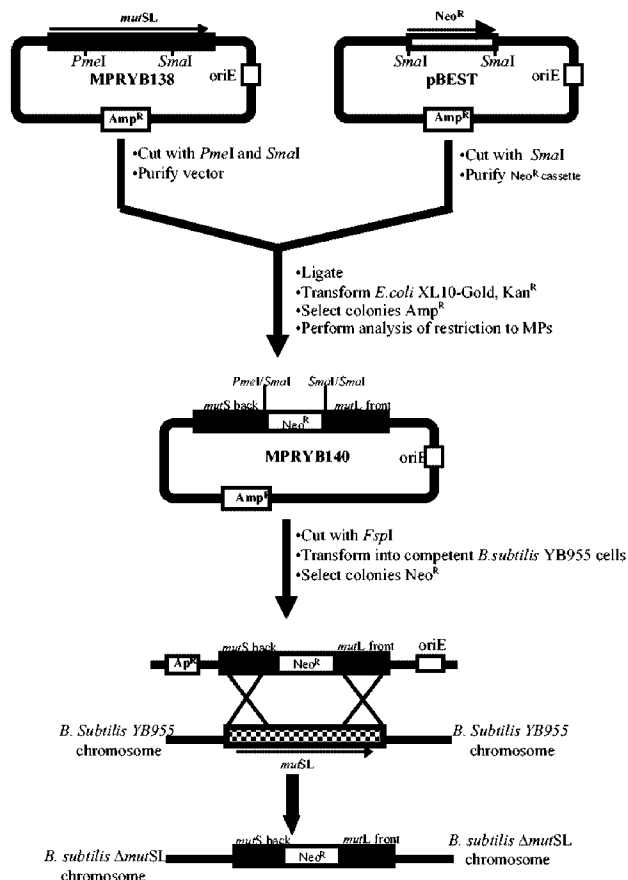 mutSL
NeoR
PmeI SmaI
MPRYB138
oriE
AmpR
SmaI SmaI
pBEST
oriE
AmpR
•Cut with PmeI and SmaI
•Purify vector
•Cut with SmaI
•Purify NeoR cassette
•Ligate
•Transform E.coli XL10-Gold, KanR
•Select colonies AmpR
•Perform analysis of restriction to MPs
PmeI/SmaI SmaI/SmaI
mutS back mutL front
NeoR
MPRYB140
oriE
AmpR
•Cut with FspI
•Transform into competent B.subtilis YB955 cells
•Select colonies NeoR
mutS back mutL front
ApR NeoR oriE
B. Subtilis YB955
chromosome
B. Subtilis YB955
chromosome
mutSL
mutS back mutL front
NeoR
B. subtilis ΔmutSL
chromosome
B. subtilis ΔmutSL
chromosome